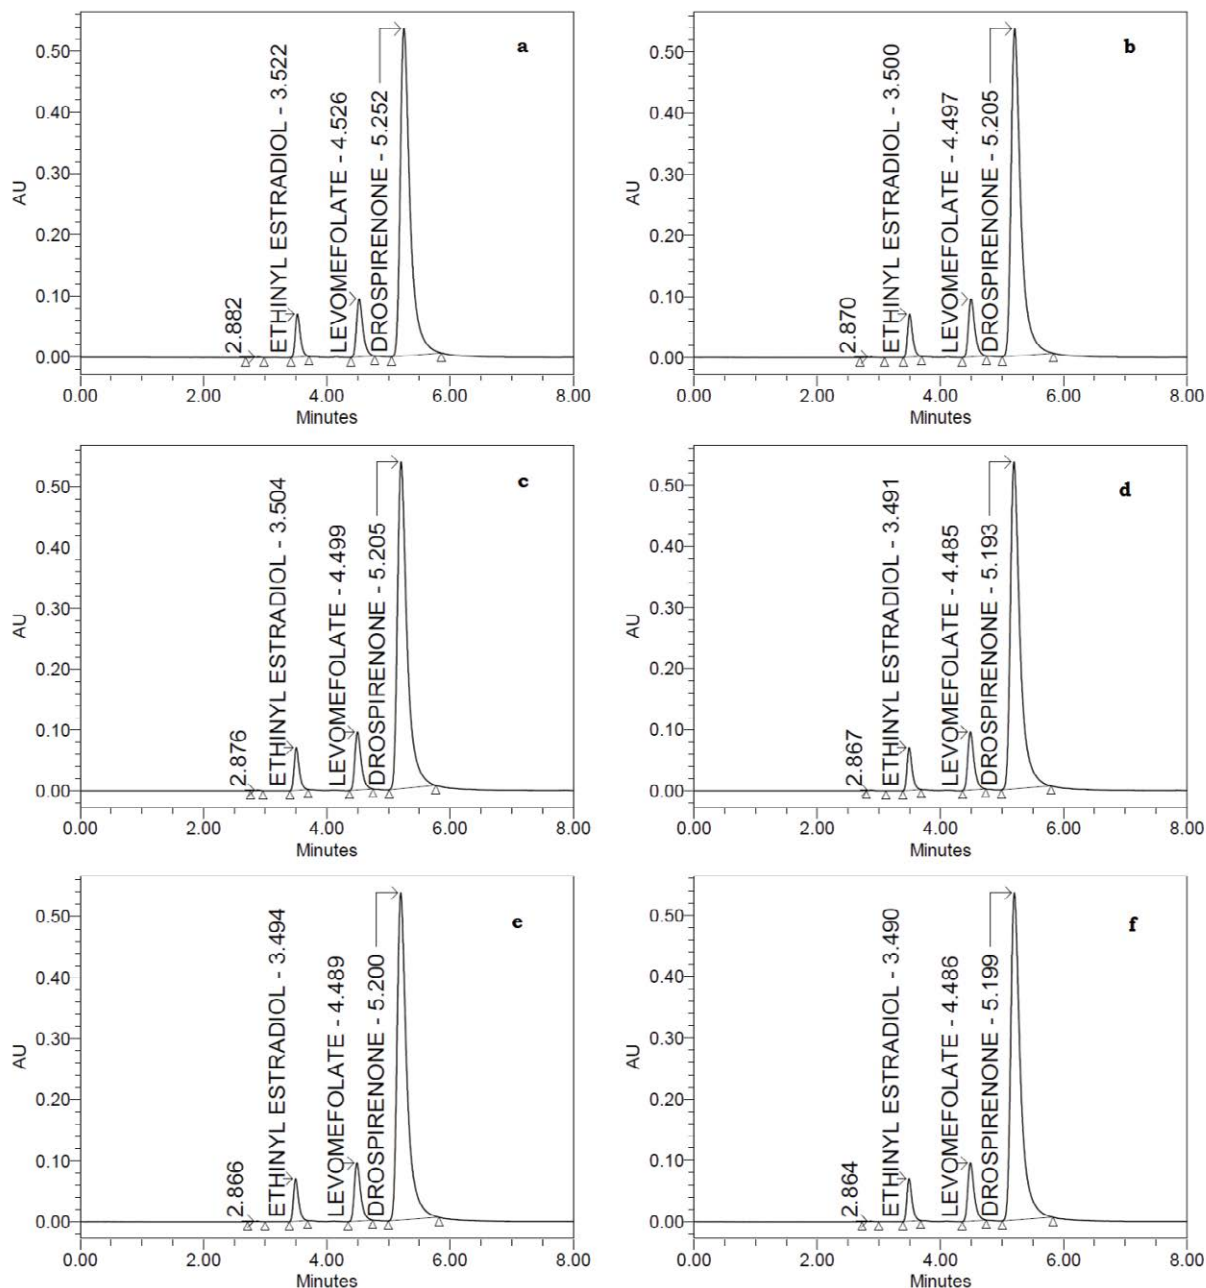 a
AU
0.50
0.40
0.30
0.20
0.10
0.00
2.882
ETHINYL ESTRADIOL - 3.522
LEVOMEFOLATE - 4.526
DROSPIRENONE - 5.252
0.00 2.00 4.00 6.00 8.00
Minutes
b
AU
0.50
0.40
0.30
0.20
0.10
0.00
2.870
ETHINYL ESTRADIOL - 3.500
LEVOMEFOLATE - 4.497
DROSPIRENONE - 5.205
0.00 2.00 4.00 6.00 8.00
Minutes
c
AU
0.50
0.40
0.30
0.20
0.10
0.00
2.876
ETHINYL ESTRADIOL - 3.504
LEVOMEFOLATE - 4.499
DROSPIRENONE - 5.205
0.00 2.00 4.00 6.00 8.00
Minutes
d
AU
0.50
0.40
0.30
0.20
0.10
0.00
2.867
ETHINYL ESTRADIOL - 3.491
LEVOMEFOLATE - 4.485
DROSPIRENONE - 5.193
0.00 2.00 4.00 6.00 8.00
Minutes
e
AU
0.50
0.40
0.30
0.20
0.10
0.00
2.866
ETHINYL ESTRADIOL - 3.494
LEVOMEFOLATE - 4.489
DROSPIRENONE - 5.200
0.00 2.00 4.00 6.00 8.00
Minutes
f
AU
0.50
0.40
0.30
0.20
0.10
0.00
2.864
ETHINYL ESTRADIOL - 3.490
LEVOMEFOLATE - 4.486
DROSPIRENONE - 5.199
0.00 2.00 4.00 6.00 8.00
Minutes